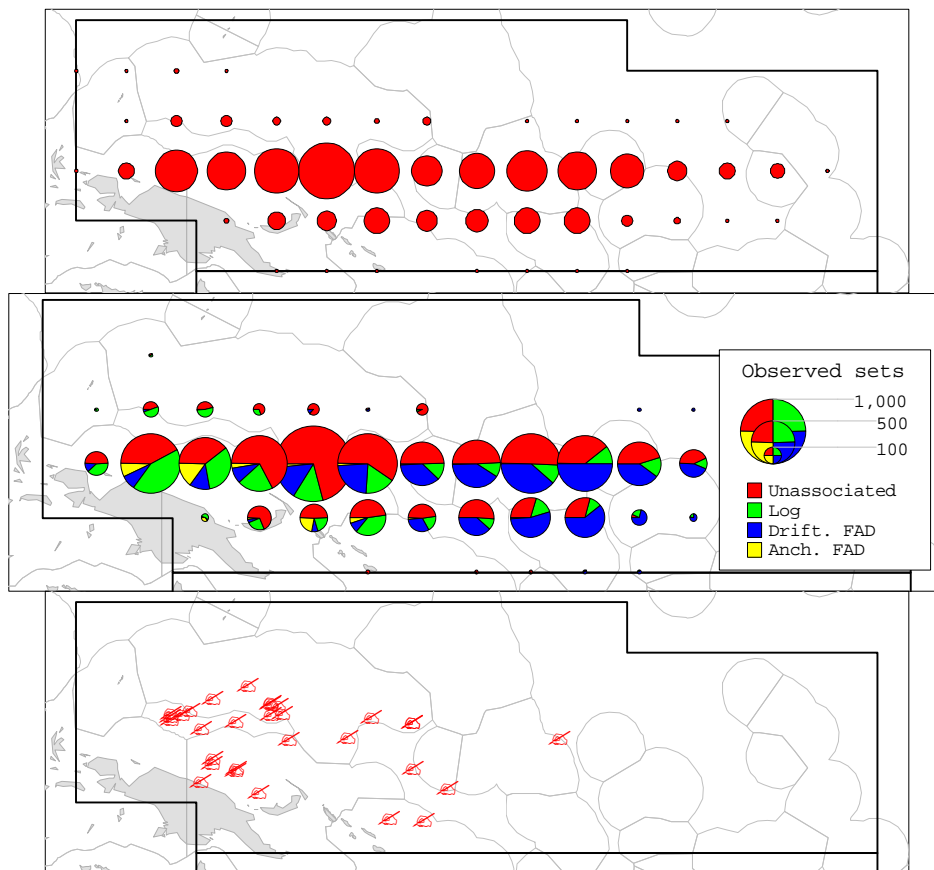 Observed sets
1,000
500
100
Unassociated
Log
Drift. FAD
Anch. FAD